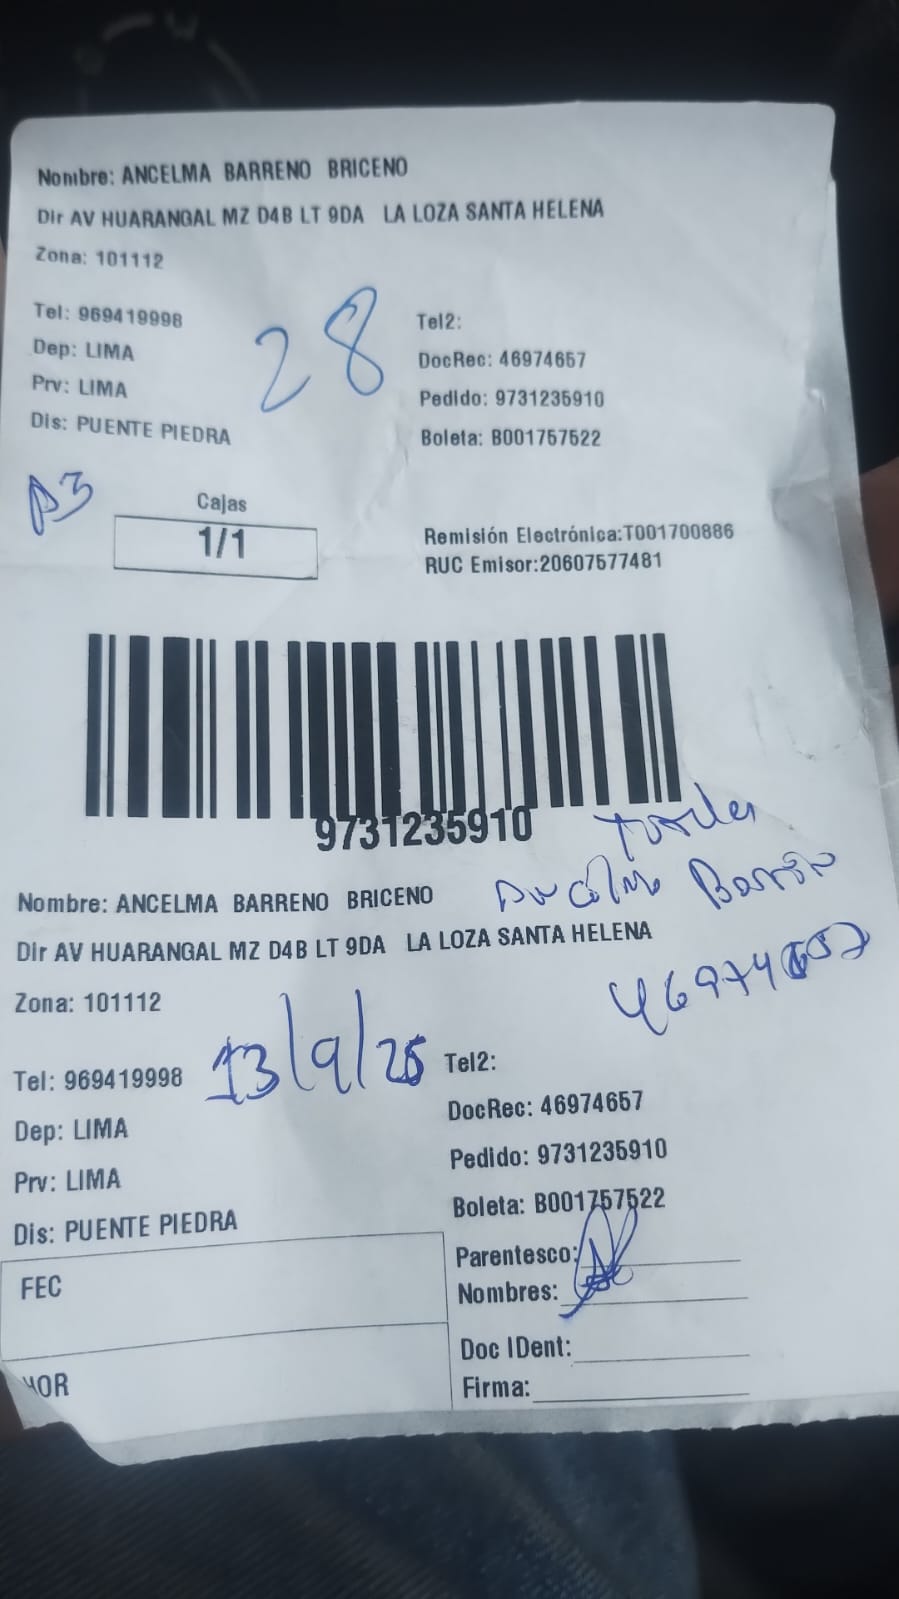 Nombre: ANCELMA BARRENO BRICENO
Dir AV HUARANGAL MZ D4B LT 9DA LA LOZA SANTA HELENA
Zona: 101112
Tel: 969419998
Tel2:
Dep: LIMA
DocRec: 46974657
Prv: LIMA
Pedido: 9731235910
Dis: PUENTE PIEDRA
Boleta: B001757522
28
Cajas
1/1
Remisión Electrónica:T001700886
RUC Emisor:20607577481
9731235910
Nombre: ANCELMA BARRENO BRICENO
Dir AV HUARANGAL MZ D4B LT 9DA LA LOZA SANTA HELENA
Zona: 101112
13/9/25
Tel: 969419998
Tel2:
Dep: LIMA
DocRec: 46974657
Prv: LIMA
Pedido: 9731235910
Dis: PUENTE PIEDRA
Boleta: B001757522
FEC
Parentesco:
Nombres:
HOR
Doc IDent:
Firma: